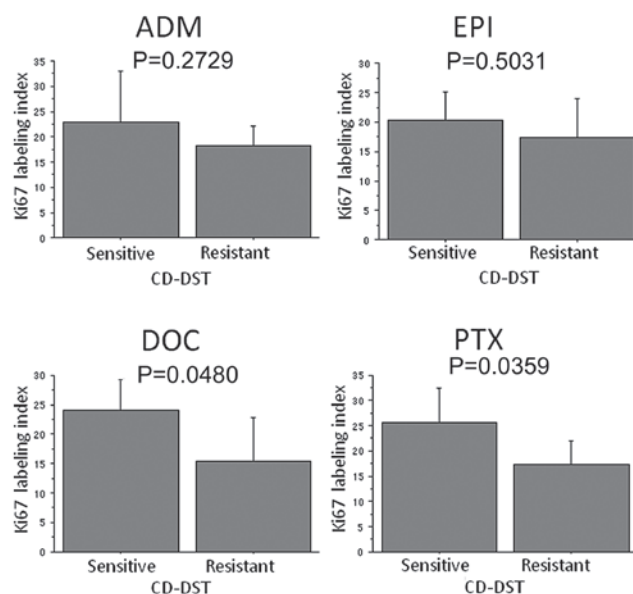 ADM
P=0.2729
Ki67 labeling index
35
30
25
20
15
10
5
0
Sensitive Resistant
CD-DST
EPI
P=0.5031
Ki67 labeling index
30
25
20
15
10
5
0
Sensitive Resistant
CD-DST
DOC
P=0.0480
Ki67 labeling index
30
25
20
15
10
5
0
Sensitive Resistant
CD-DST
PTX
P=0.0359
Ki67 labeling index
35
30
25
20
15
10
5
0
Sensitive Resistant
CD-DST